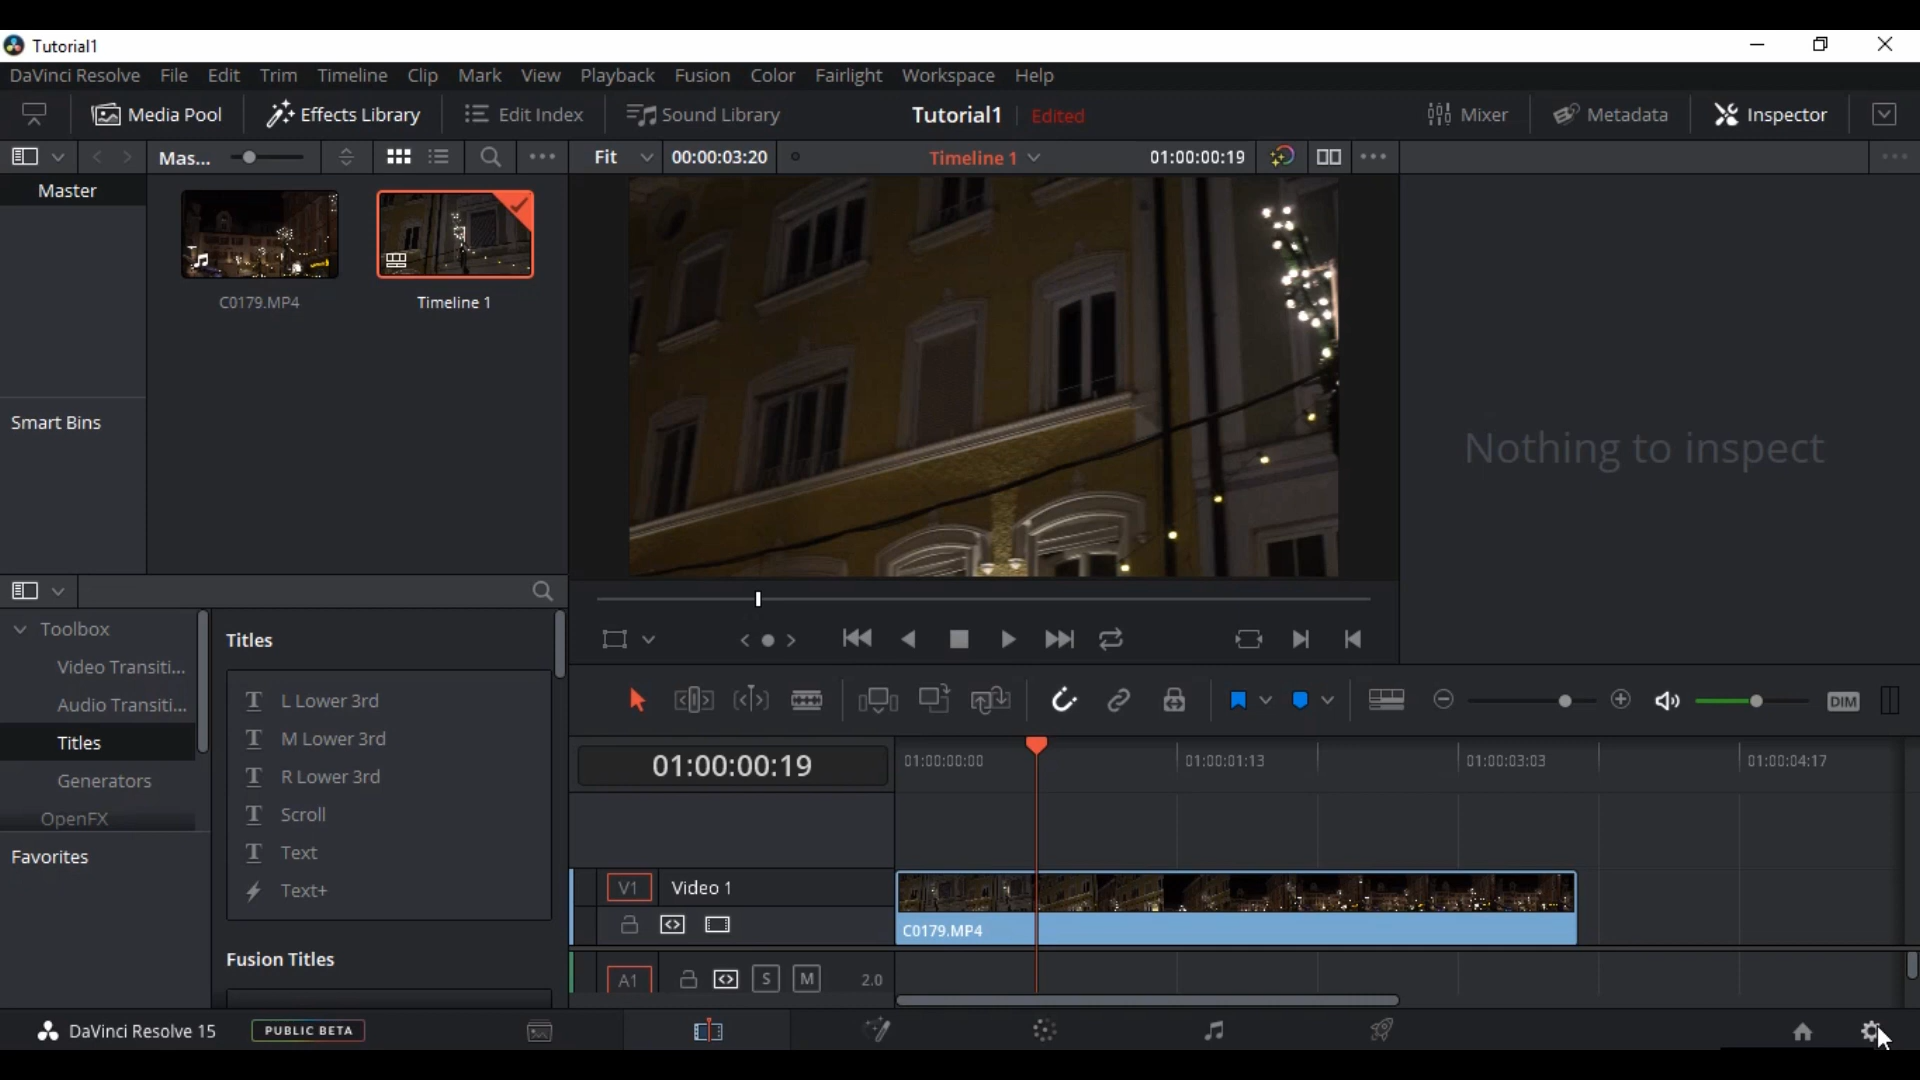 Tutorial1
DaVinci Resolve File Edit Trim Timeline Clip Mark View Playback Fusion Color Fairlight Workspace Help
Media Pool Effects Library Edit Index Sound Library Tutorial1 Edited Mixer Metadata Inspector
Mas... Fit 00:00:03:20 Timeline 1 01:00:00:19
Master
C0179.MP4 Timeline 1
Smart Bins
Nothing to inspect
Toolbox
Video Transiti...
Audio Transiti...
Titles
Generators
OpenFX
Favorites
Titles
L Lower 3rd
M Lower 3rd
R Lower 3rd
Scroll
Text
Text+
Fusion Titles
DIM
01:00:00:19 01:00:00:00 01:00:01:13 01:00:03:03 01:00:04:17
V1 Video 1
C0179.MP4
A1 S M 2.0
DaVinci Resolve 15 PUBLIC BETA